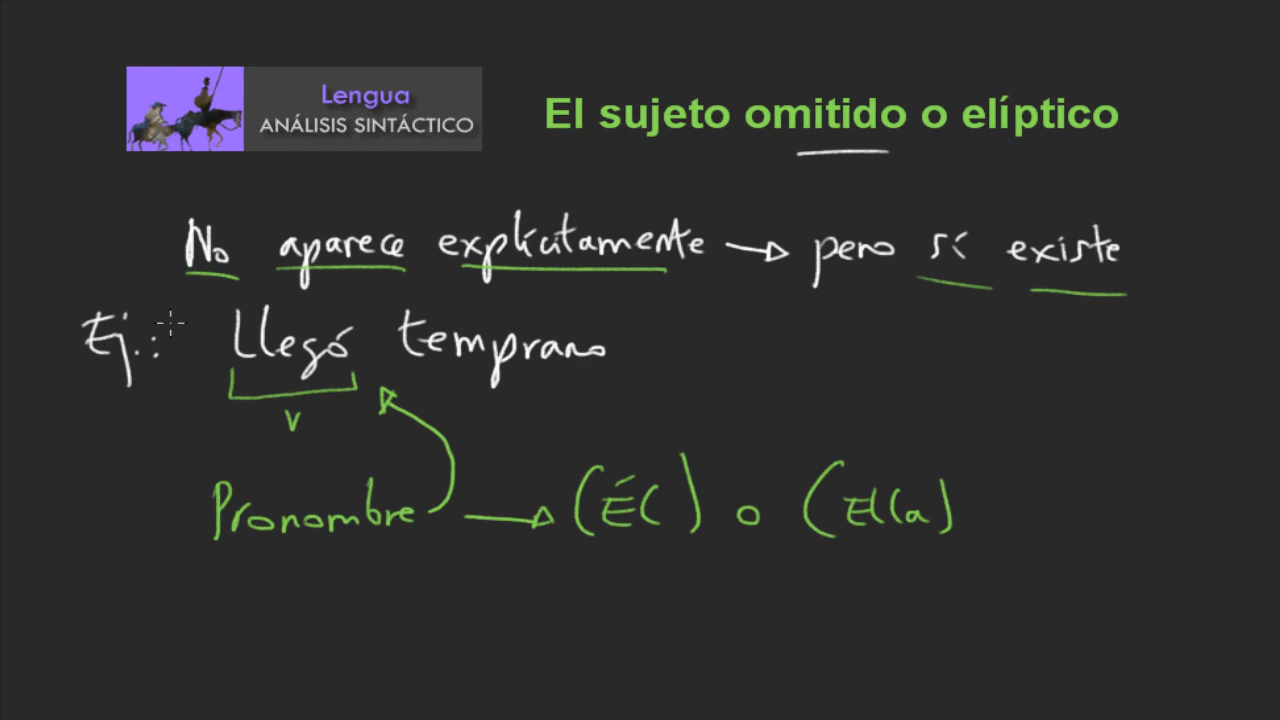 Lengua
ANÁLISIS SINTÁCTICO
El sujeto omitido o elíptico
No aparece explícitamente → pero sí existe
Ej.: Llegó temprano
v
Pronombre → (Él) o (Ella)